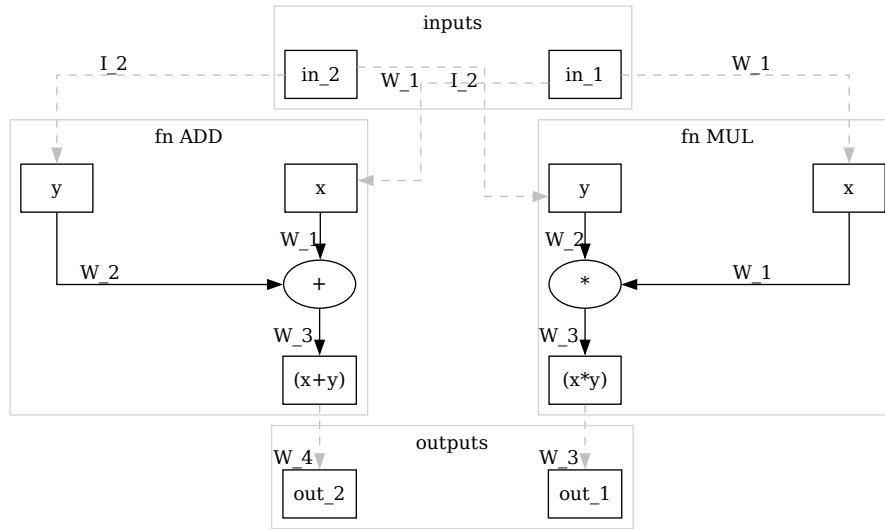 inputs
I_2
in_2
W_1
I_2
in_1
W_1
fn ADD
fn MUL
y
x
y
x
W_1
W_2
W_2
+
*
W_1
W_3
W_3
(x+y)
(x*y)
outputs
W_4
W_3
out_2
out_1